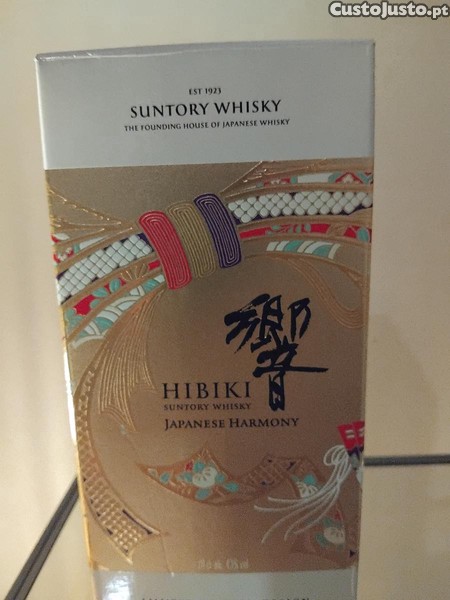 CustoJusto.pt
EST 1923
SUNTORY WHISKY
THE FOUNDING HOUSE OF JAPANESE WHISKY
響
HIBIKI
SUNTORY WHISKY
JAPANESE HARMONY